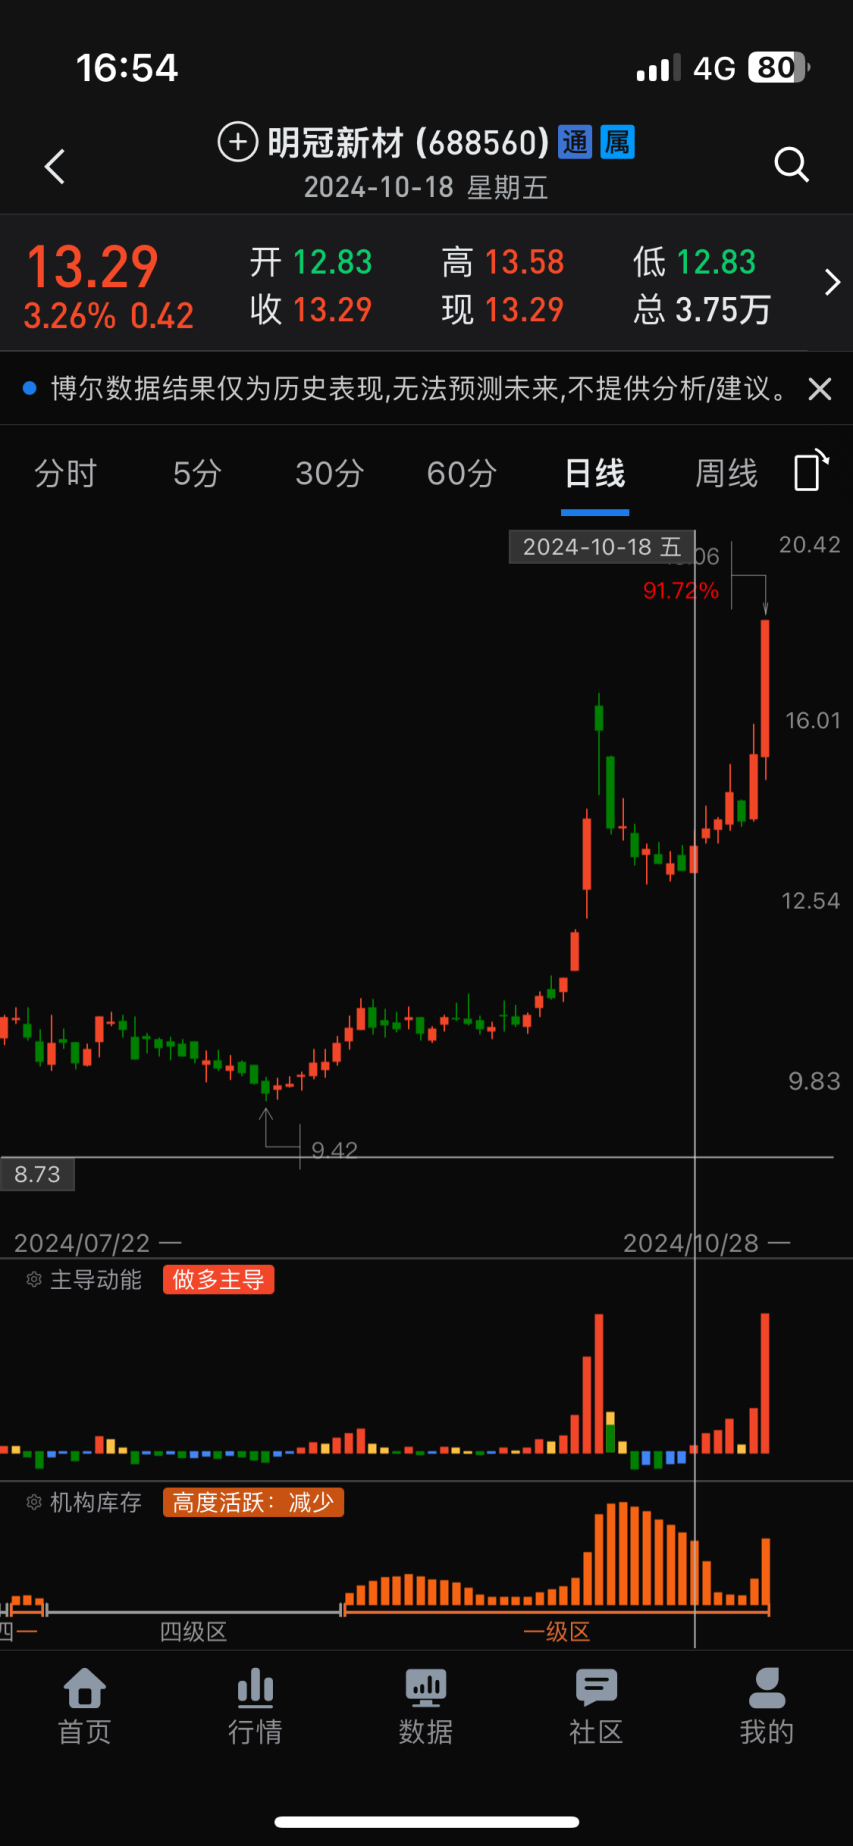 16:54 4G 80
明冠新材 (688560) 通 属
2024-10-18 星期五
13.29 开 12.83 高 13.58 低 12.83
3.26% 0.42 收 13.29 现 13.29 总 3.75万
博尔数据结果仅为历史表现,无法预测未来,不提供分析/建议。
分时 5分 30分 60分 日线 周线
2024-10-18 五 20.42
91.72%
16.01
12.54
9.83
9.42
8.73
2024/07/22 一 2024/10/28 一
主导动能 做多主导
机构库存 高度活跃：减少
四 一 四级区 一级区
首页 行情 数据 社区 我的